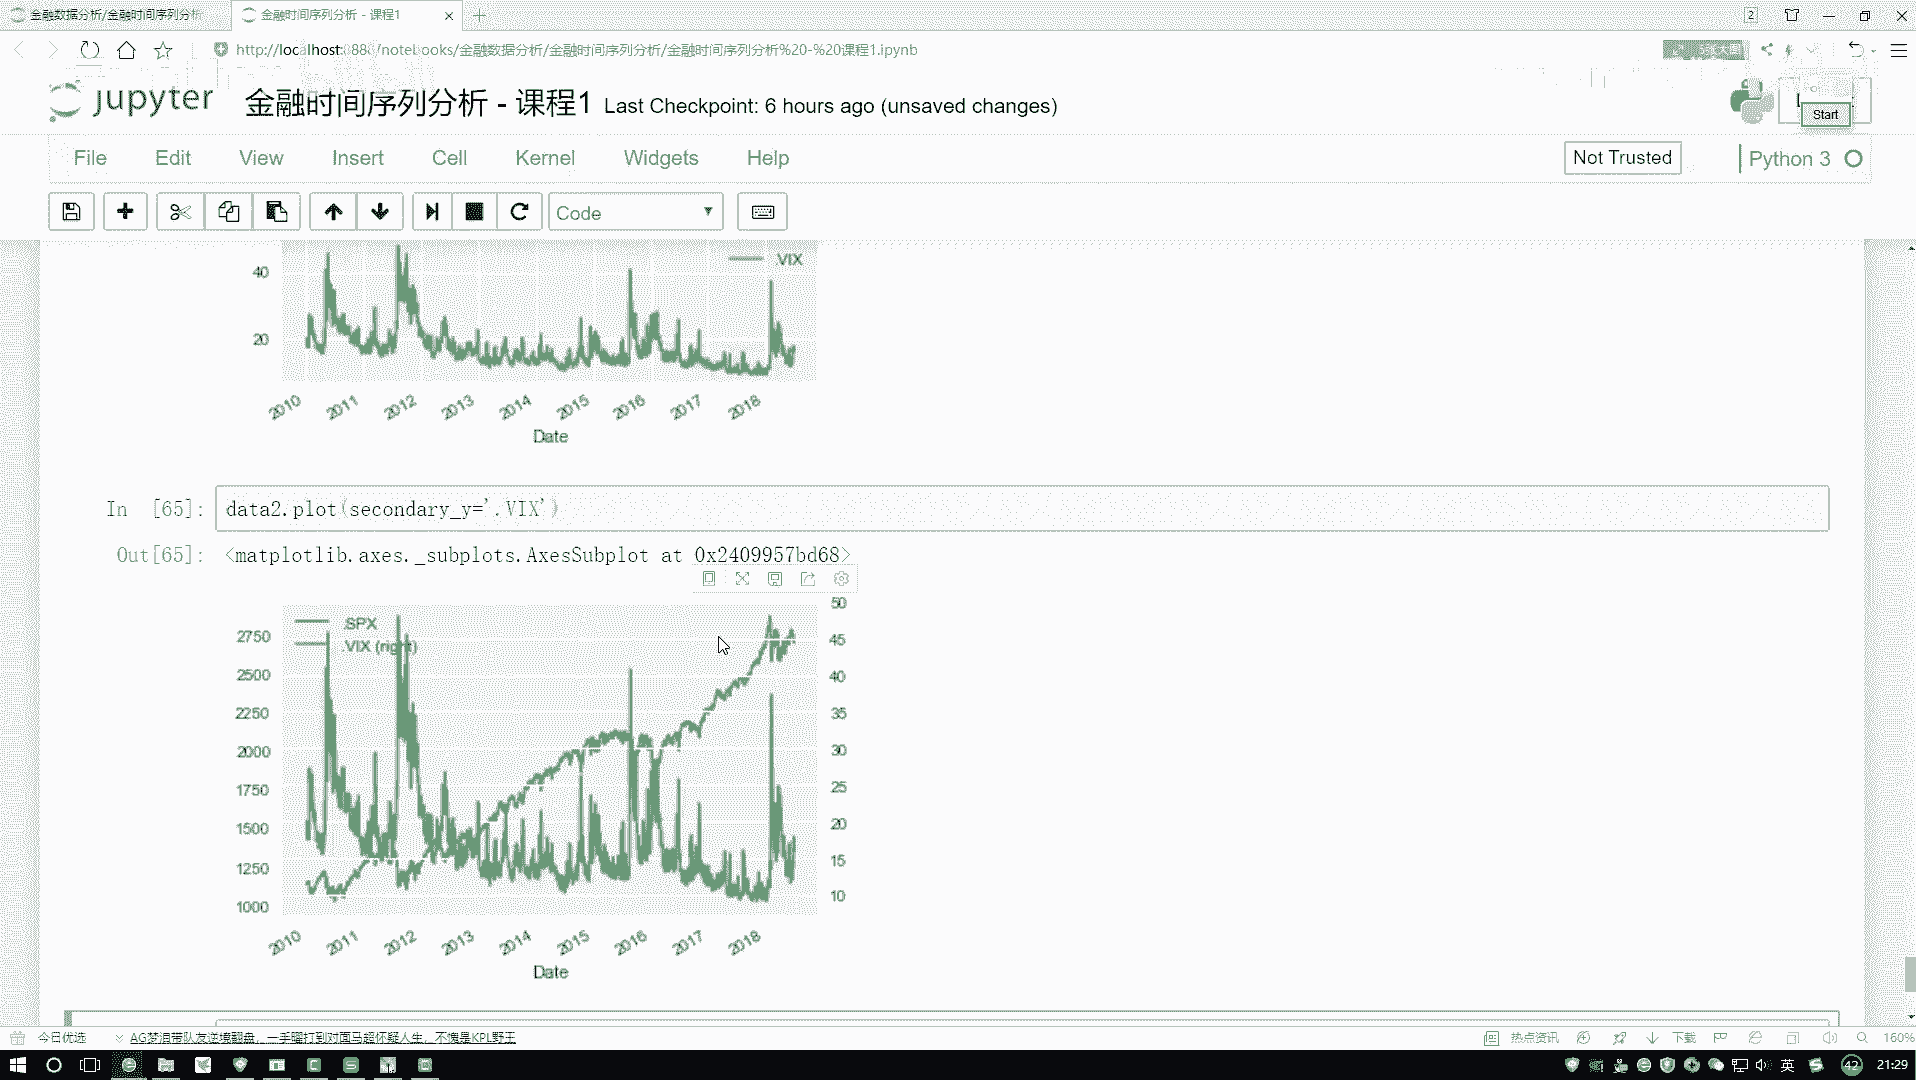 金融数据分析/金融时间序列分析
金融时间序列分析 - 课程1
2
http://localhost:888/notebooks/金融数据分析/金融时间序列分析/金融时间序列分析%20-%20课程1.ipynb
jupyter
金融时间序列分析 - 课程1
Last Checkpoint: 6 hours ago (unsaved changes)
Start
File Edit View Insert Cell Kernel Widgets Help
Not Trusted
Python 3
Code
40
20
.VIX
2010 2011 2012 2013 2014 2015 2016 2017 2018
Date
In [65]: data2.plot(secondary_y='.VIX')
Out[65]: <matplotlib.axes._subplots.AxesSubplot at 0x2409957bd68>
.SPX
.VIX (right)
2750
2500
2250
2000
1750
1500
1250
1000
50
45
40
35
30
25
20
15
10
2010 2011 2012 2013 2014 2015 2016 2017 2018
Date
今日优选
AG梦泪带队友逆境翻盘，一手曜打到对面马超怀疑人生，不愧是KPL野王
热点资讯
下载
160%
英
42
21:29